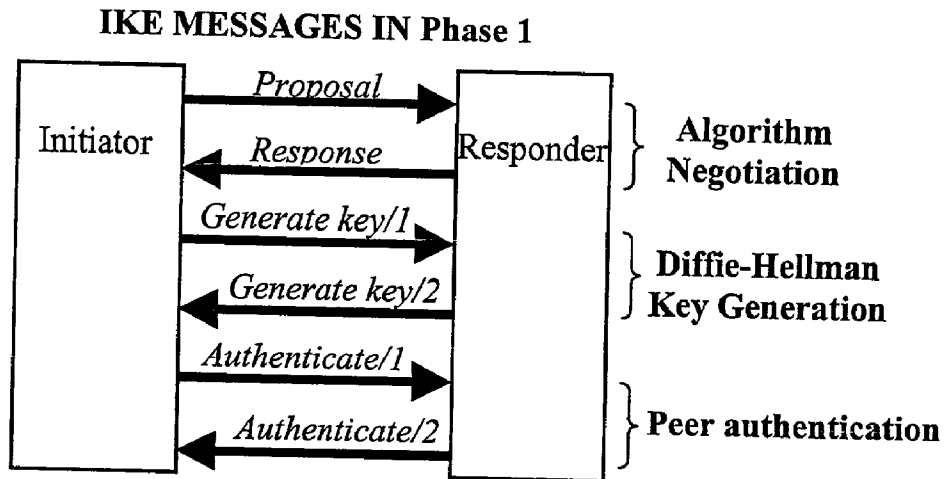 IKE MESSAGES IN Phase 1
Proposal
Initiator
Response
Responder
Algorithm
Negotiation
Generate key/1
Generate key/2
Diffie-Hellman
Key Generation
Authenticate/1
Authenticate/2
Peer authentication